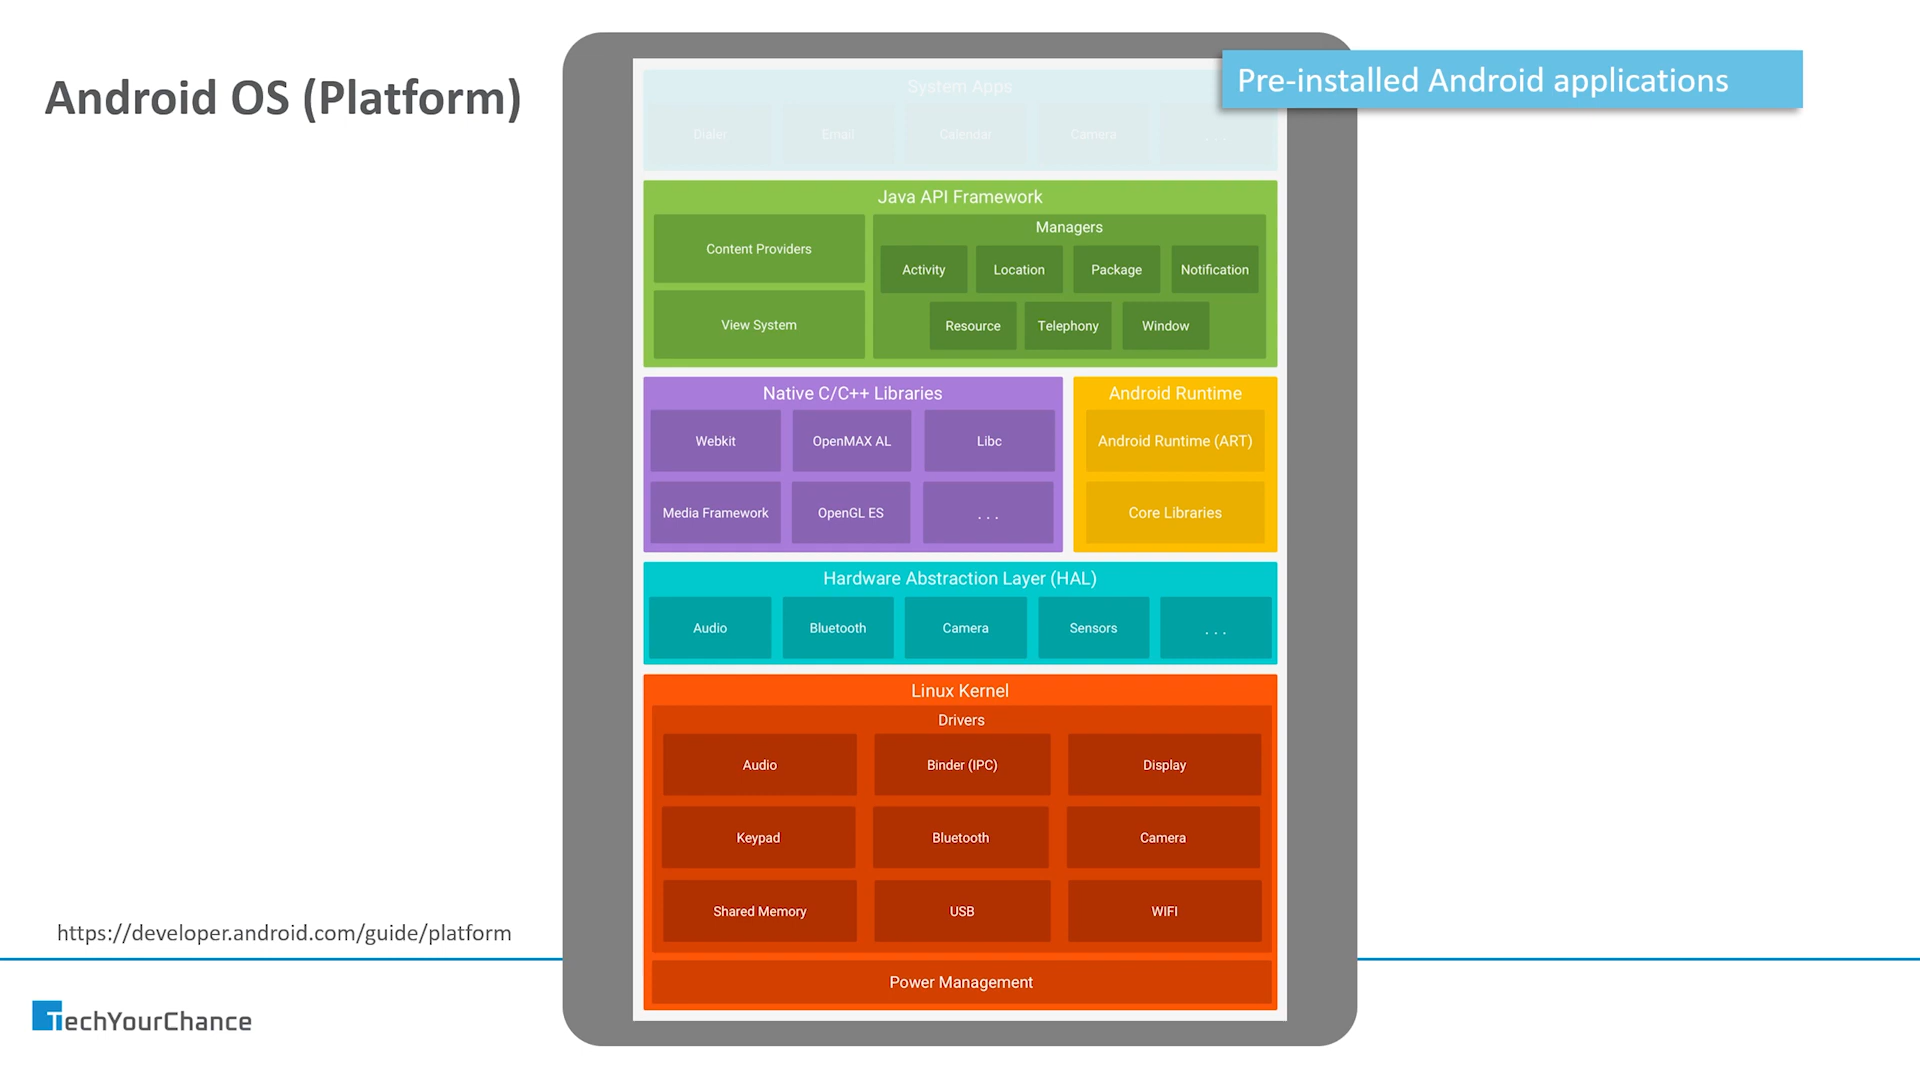 Android OS (Platform)
Pre-installed Android applications
System Apps
Dialer Email Calendar Camera . . .
Java API Framework
Content Providers
View System
Managers
Activity Location Package Notification
Resource Telephony Window
Native C/C++ Libraries
Webkit OpenMAX AL Libc
Media Framework OpenGL ES . . .
Android Runtime
Android Runtime (ART)
Core Libraries
Hardware Abstraction Layer (HAL)
Audio Bluetooth Camera Sensors . . .
Linux Kernel
Drivers
Audio Binder (IPC) Display
Keypad Bluetooth Camera
Shared Memory USB WIFI
Power Management
https://developer.android.com/guide/platform
TechYourChance